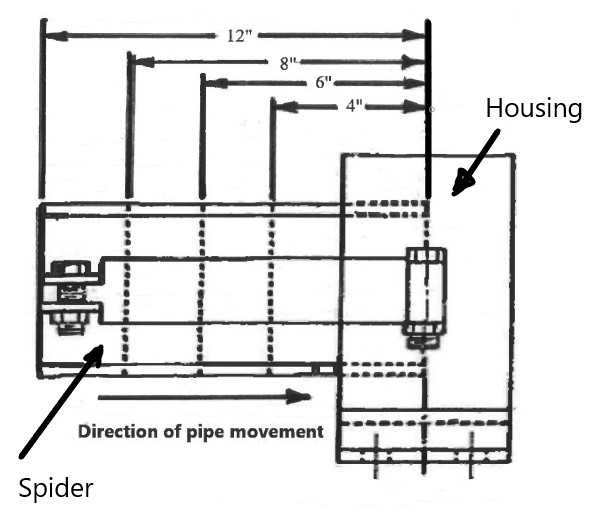 12"
8"
6"
4"
Housing
Direction of pipe movement
Spider